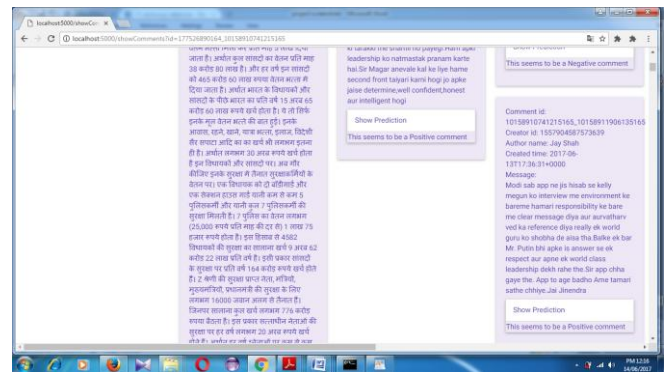 localhost:5000/showCom
localhost:5000/showComments?id=177526890164_10158910741215165
जाता है। अर्थात कुल सांसदों का वेतन प्रति माह
38 करोड़ 80 लाख है। और हर वर्ष इन सांसदों
को 465 करोड़ 60 लाख रुपया वेतन भत्ता में
दिया जाता है। अर्थात भारत के विधायकों और
सांसदों के पीछे भारत का प्रति वर्ष 15 अरब 65
करोड़ 60 लाख रूपये खर्च होता है। ये तो सिर्फ
इनके मूल वेतन भत्ते की बात हुई। इनके
आवास, रहने, खाने, यात्रा भत्ता, इलाज, विदेशी
सैर सपाटा आदि का का खर्च भी लगभग इतना
ही है। अर्थात लगभग 30 अरब रूपये खर्च होता
है इन विधायकों और सांसदों पर। अब गौर
कीजिए इनके सुरक्षा में तैनात सुरक्षाकर्मियों के
वेतन पर। एक विधायक को दो बॉडीगार्ड और
एक सेक्शन हाउस गार्ड यानी कम से कम 5
पुलिसकर्मी और यानी कुल 7 पुलिसकर्मी की
सुरक्षा मिलती है। 7 पुलिस का वेतन लगभग
(25,000 रूपये प्रति माह की दर से) 1 लाख 75
हजार रूपये होता है। इस हिसाब से 4582
विधायकों की सुरक्षा का सालाना खर्च 9 अरब 62
करोड़ 22 लाख प्रति वर्ष है। इसी प्रकार सांसदों
के सुरक्षा पर प्रति वर्ष 164 करोड़ रूपये खर्च होते
है। Z श्रेणी की सुरक्षा प्राप्त नेता, मंत्रियों,
मुख्यमंत्रियों, प्रधानमंत्री की सुरक्षा के लिए
लगभग 16000 जवान अलग से तैनात है।
जिनपर सालाना कुल खर्च लगभग 776 करोड़
रुपया बैठता है। इस प्रकार सत्ताधीन नेताओं की
सुरक्षा पर हर वर्ष लगभग 20 अरब रूपये खर्च
ki tarakki me shamil ho payegi.Ham apke
leadership ko natmastak pranam karte
hai.Sir Magar anevale kal ke liye hame
second front taiyari karni hogi jo apke
jaise determine,well confident,honest
aur intelligent hogi
Show Prediction
This seems to be a Positive comment
This seems to be a Negative comment
Comment id:
10158910741215165_10158911906135165
Creator id: 1557904587573639
Author name: Jay Shah
Created time: 2017-06-
13T17:36:31+0000
Message:
Modi sab app ne jis hisab se kelly
megun ko interview me environment ke
bareme hamari responsibility ke bare
me clear message diya aur aurvatharv
ved ka reference diya really ek world
guru ko shobha de aisa tha.Balke ek bar
Mr. Putin bhi apke is answer se ek
respect aur apne ek world class
leadership dekh rahe the.Sir app chha
gaye the. App to age badho Ame tamari
sathe chhiye.Jai Jinendra
Show Prediction
This seems to be a Positive comment
PM 12:16
14/06/2017